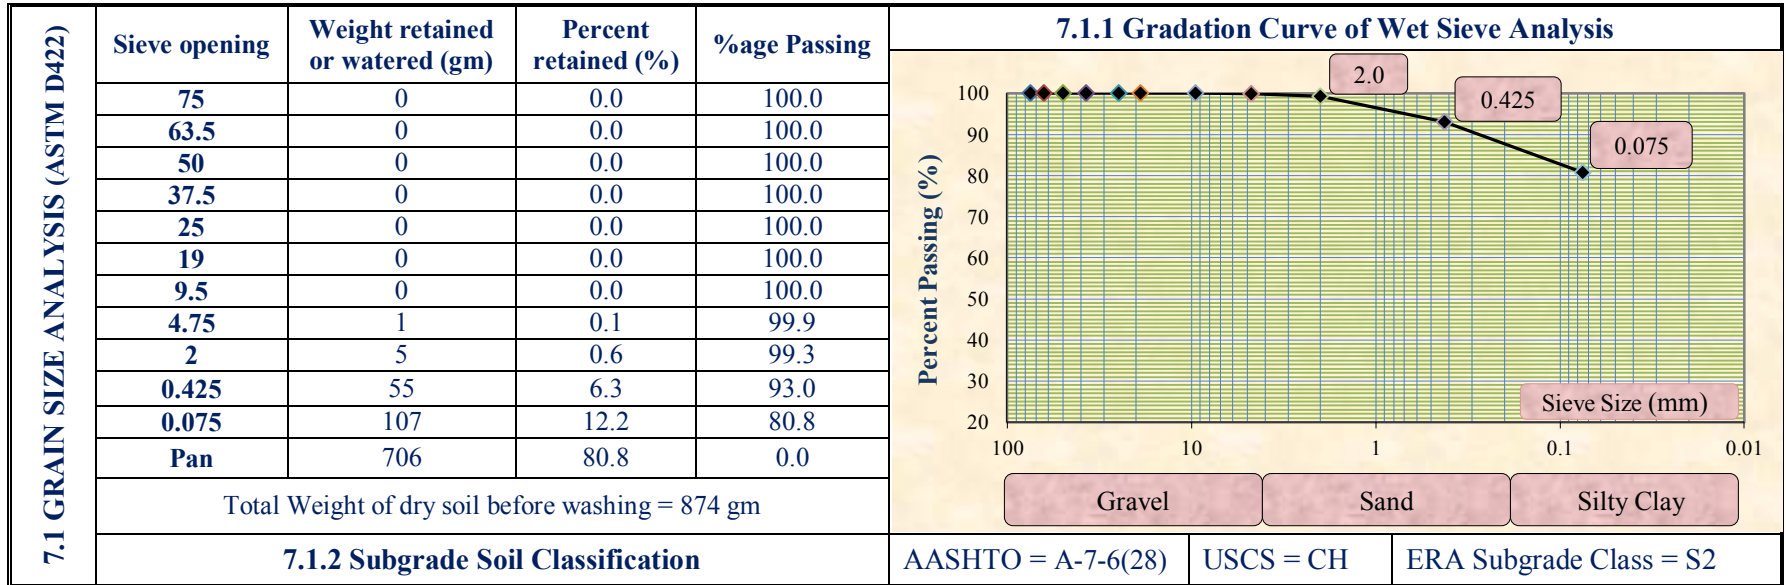 7.1 GRAIN SIZE ANALYSIS (ASTM D422)
Sieve opening Weight retained or watered (gm) Percent retained (%) %age Passing
75 0 0.0 100.0
63.5 0 0.0 100.0
50 0 0.0 100.0
37.5 0 0.0 100.0
25 0 0.0 100.0
19 0 0.0 100.0
9.5 0 0.0 100.0
4.75 1 0.1 99.9
2 5 0.6 99.3
0.425 55 6.3 93.0
0.075 107 12.2 80.8
Pan 706 80.8 0.0
Total Weight of dry soil before washing = 874 gm
7.1.1 Gradation Curve of Wet Sieve Analysis
2.0
0.425
0.075
Percent Passing (%)
100
90
80
70
60
50
40
30
20
Sieve Size (mm)
100 10 1 0.1 0.01
Gravel Sand Silty Clay
7.1.2 Subgrade Soil Classification AASHTO = A-7-6(28) USCS = CH ERA Subgrade Class = S2